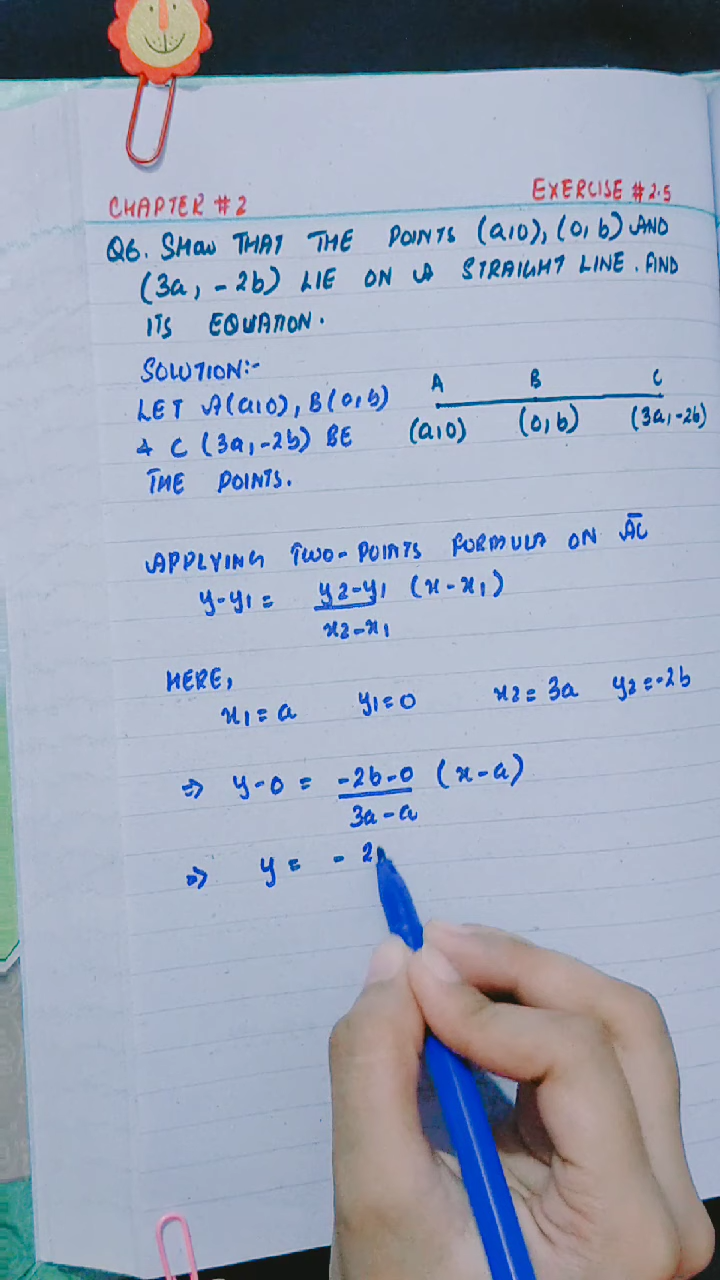 CHAPTER #2 EXERCISE #2.5
Q6. SHOW THAT THE POINTS (a,0), (0,b) AND
(3a, -2b) LIE ON A STRAIGHT LINE. FIND
ITS EQUATION.
SOLUTION:-
LET A(a,0), B(0,b)
& C (3a,-2b) BE
THE POINTS.
A B C
(a,0) (0,b) (3a,-2b)
APPLYING TWO-POINTS FORMULA ON A̅C̅
y-y₁ = y₂-y₁ (x-x₁)
x₂-x₁
HERE,
x₁=a y₁=0 x₂=3a y₂=-2b
⇒ y-0 = -2b-0 (x-a)
3a-a
⇒ y = -2